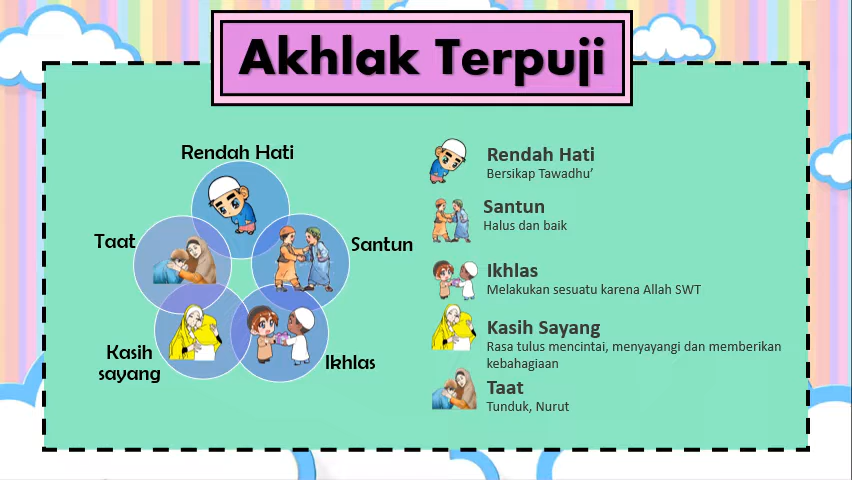 Akhlak Terpuji
Rendah Hati
Taat
Santun
Kasih
sayang
Ikhlas
Rendah Hati
Bersikap Tawadhu’
Santun
Halus dan baik
Ikhlas
Melakukan sesuatu karena Allah SWT
Kasih Sayang
Rasa tulus mencintai, menyayangi dan memberikan
kebahagiaan
Taat
Tunduk, Nurut